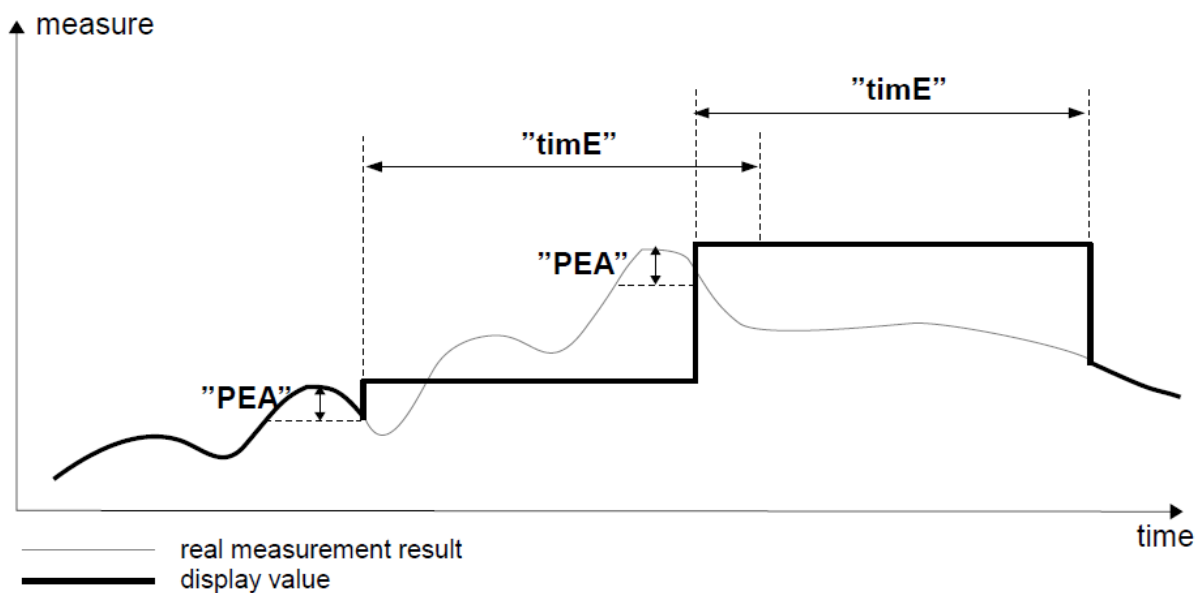 measure
”timE”
”timE”
”PEA”
”PEA”
time
real measurement result
display value